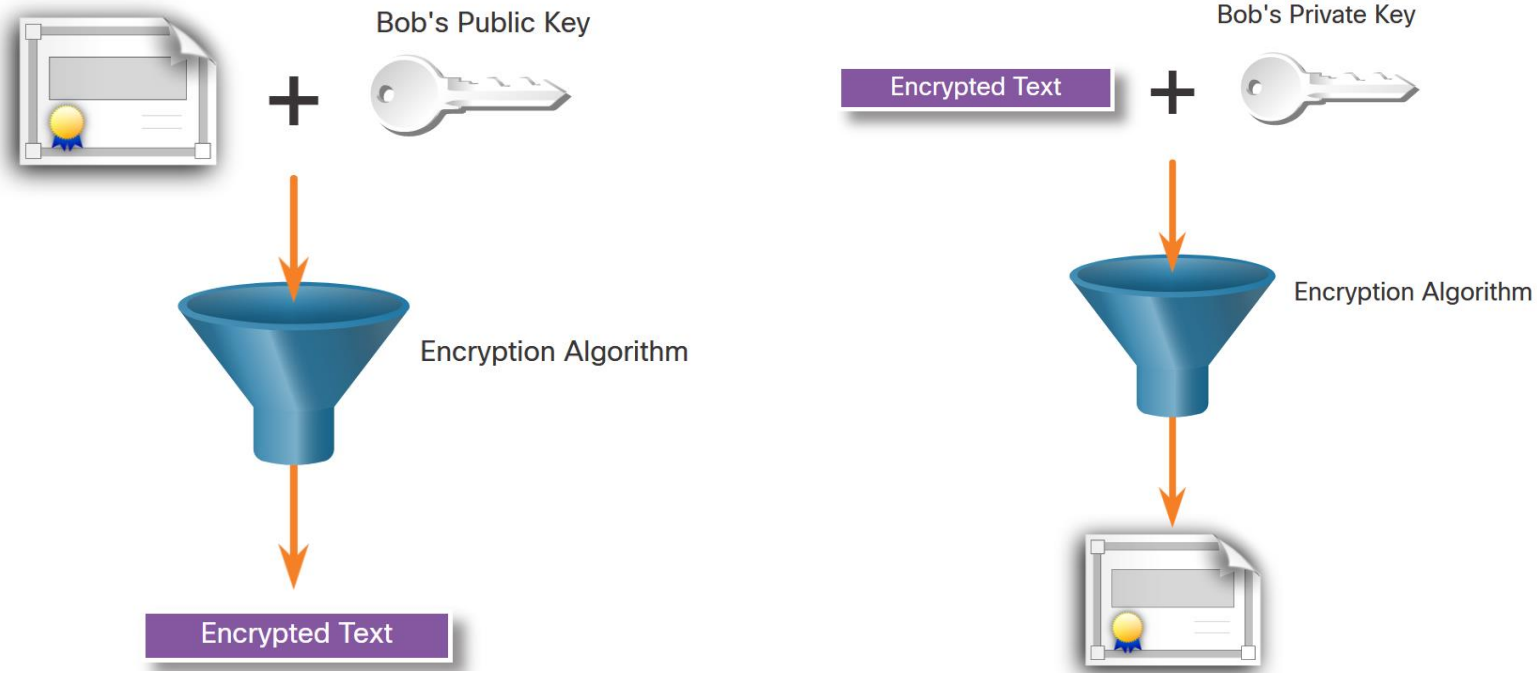 Bob's Public Key
Encryption Algorithm
Encrypted Text
Bob's Private Key
Encrypted Text
Encryption Algorithm